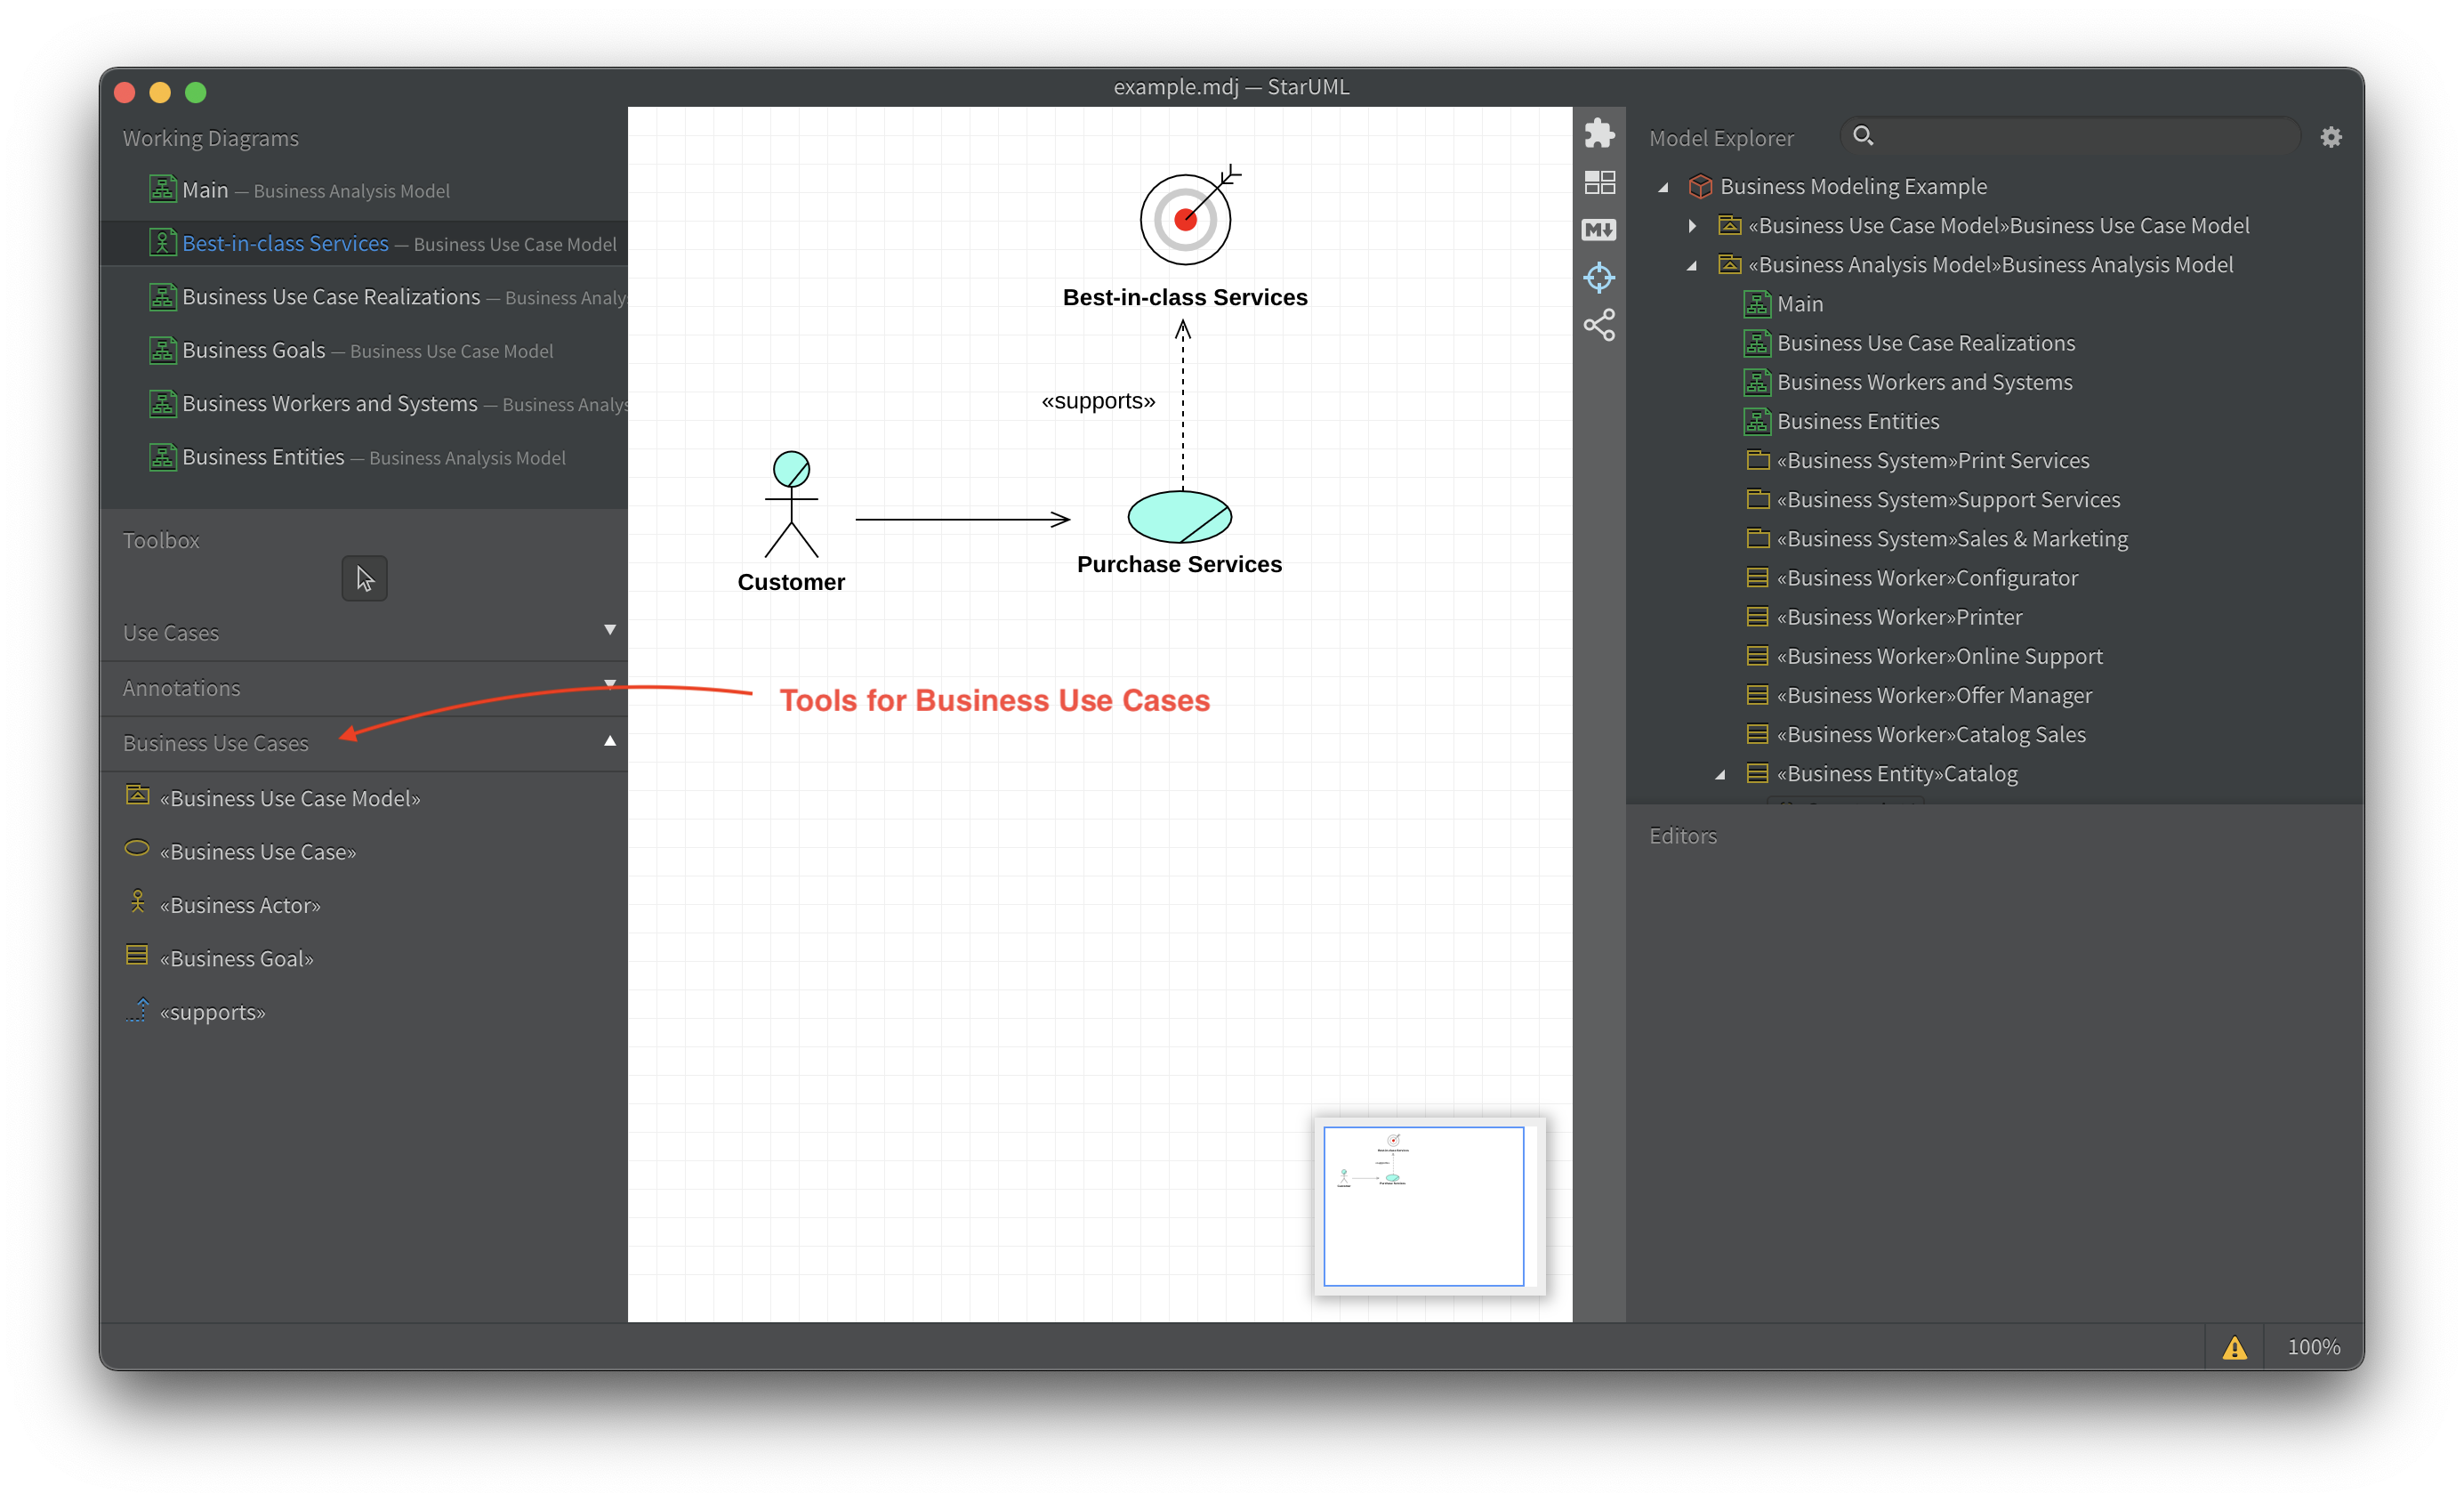 example.mdj — StarUML
Working Diagrams
Main — Business Analysis Model
Best-in-class Services — Business Use Case Model
Business Use Case Realizations — Business Analys
Business Goals — Business Use Case Model
Business Workers and Systems — Business Analys
Business Entities — Business Analysis Model
Toolbox
Use Cases
Annotations
Business Use Cases
«Business Use Case Model»
«Business Use Case»
«Business Actor»
«Business Goal»
«supports»
Best-in-class Services
«supports»
Customer
Purchase Services
Tools for Business Use Cases
M
Model Explorer
Business Modeling Example
«Business Use Case Model»Business Use Case Model
«Business Analysis Model»Business Analysis Model
Main
Business Use Case Realizations
Business Workers and Systems
Business Entities
«Business System»Print Services
«Business System»Support Services
«Business System»Sales & Marketing
«Business Worker»Configurator
«Business Worker»Printer
«Business Worker»Online Support
«Business Worker»Offer Manager
«Business Worker»Catalog Sales
«Business Entity»Catalog
Editors
100%